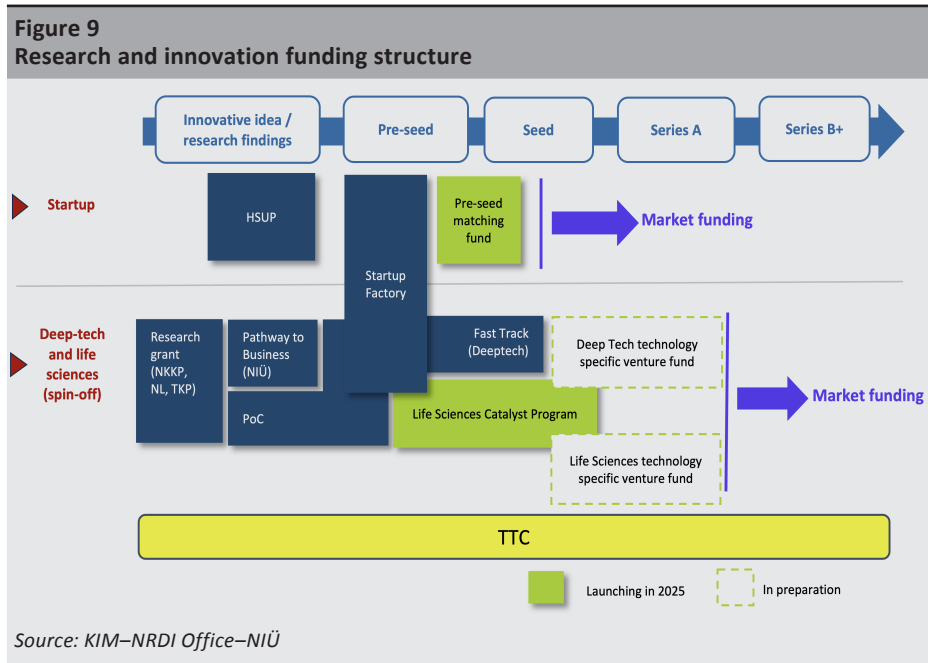 Figure 9
Research and innovation funding structure
Innovative idea /
research findings
Pre-seed
Seed
Series A
Series B+
Startup
HSUP
Startup
Factory
Pre-seed
matching
fund
Market funding
Deep-tech
and life
sciences
(spin-off)
Research
grant
(NKKP,
NL, TKP)
Pathway to
Business
(NIÜ)
PoC
Fast Track
(Deeptech)
Life Sciences Catalyst Program
Deep Tech technology
specific venture fund
Life Sciences technology
specific venture fund
Market funding
TTC
Launching in 2025
In preparation
Source: KIM–NRDI Office–NIÜ